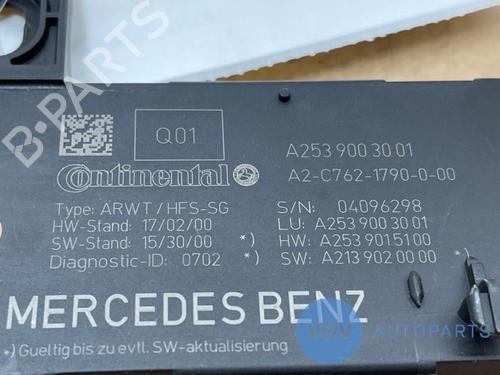 Q01
A253 900 30 01
Continental
A2-C762-1790-0-00
Type: ARWT/HFS-SG
S/N: 04096298
HW-Stand: 17/02/00
LU: A253 900 30 01
SW-Stand: 15/30/00 *)
HW: A253 901 51 00
Diagnostic-ID: 0702 *)
SW: A213 902 00 00
MERCEDES BENZ
*) Gueltig bis zu evtl. SW-aktualisierung
B-PARTS
VDV AUTOPARTS